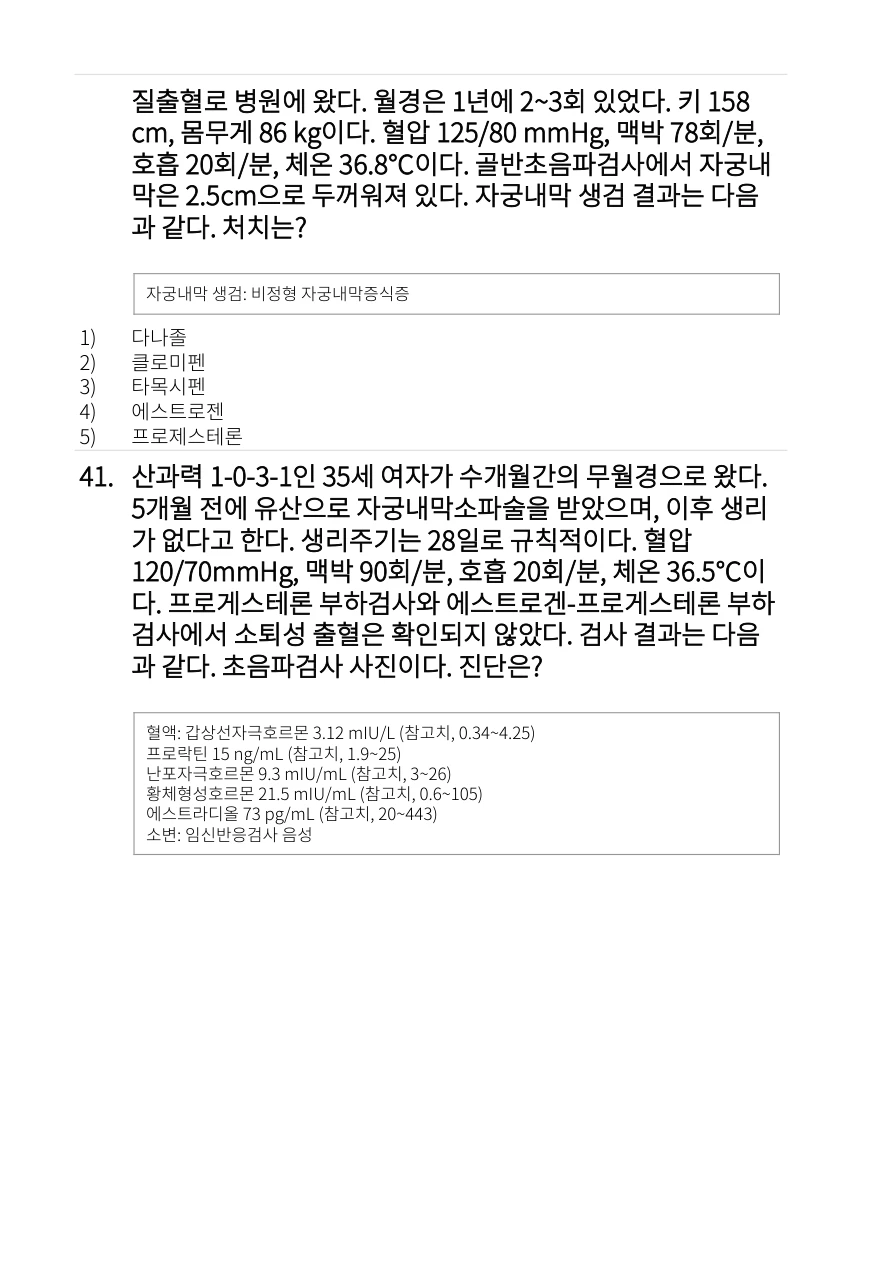 질출혈로 병원에 왔다. 월경은 1년에 2~3회 있었다. 키 158
cm, 몸무게 86 kg이다. 혈압 125/80 mmHg, 맥박 78회/분,
호흡 20회/분, 체온 36.8℃이다. 골반초음파검사에서 자궁내
막은 2.5cm으로 두꺼워져 있다. 자궁내막 생검 결과는 다음
과 같다. 처치는?
자궁내막 생검: 비정형 자궁내막증식증
1) 다나졸
2) 클로미펜
3) 타목시펜
4) 에스트로젠
5) 프로제스테론
41. 산과력 1-0-3-1인 35세 여자가 수개월간의 무월경으로 왔다.
5개월 전에 유산으로 자궁내막소파술을 받았으며, 이후 생리
가 없다고 한다. 생리주기는 28일로 규칙적이다. 혈압
120/70mmHg, 맥박 90회/분, 호흡 20회/분, 체온 36.5℃이
다. 프로게스테론 부하검사와 에스트로겐-프로게스테론 부하
검사에서 소퇴성 출혈은 확인되지 않았다. 검사 결과는 다음
과 같다. 초음파검사 사진이다. 진단은?
혈액: 갑상선자극호르몬 3.12 mIU/L (참고치, 0.34~4.25)
프로락틴 15 ng/mL (참고치, 1.9~25)
난포자극호르몬 9.3 mIU/mL (참고치, 3~26)
황체형성호르몬 21.5 mIU/mL (참고치, 0.6~105)
에스트라디올 73 pg/mL (참고치, 20~443)
소변: 임신반응검사 음성